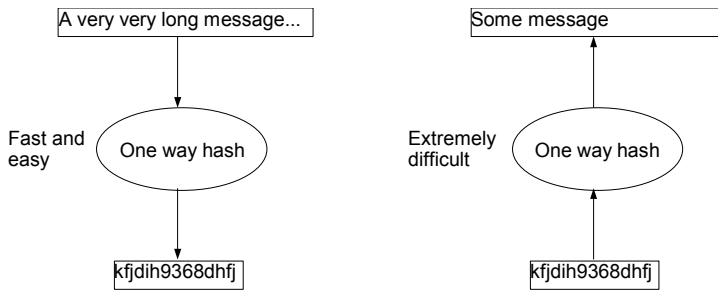 A very very long message...
Fast and
easy
One way hash
kfjdih9368dhfj
Some message
Extremely
difficult
One way hash
kfjdih9368dhfj